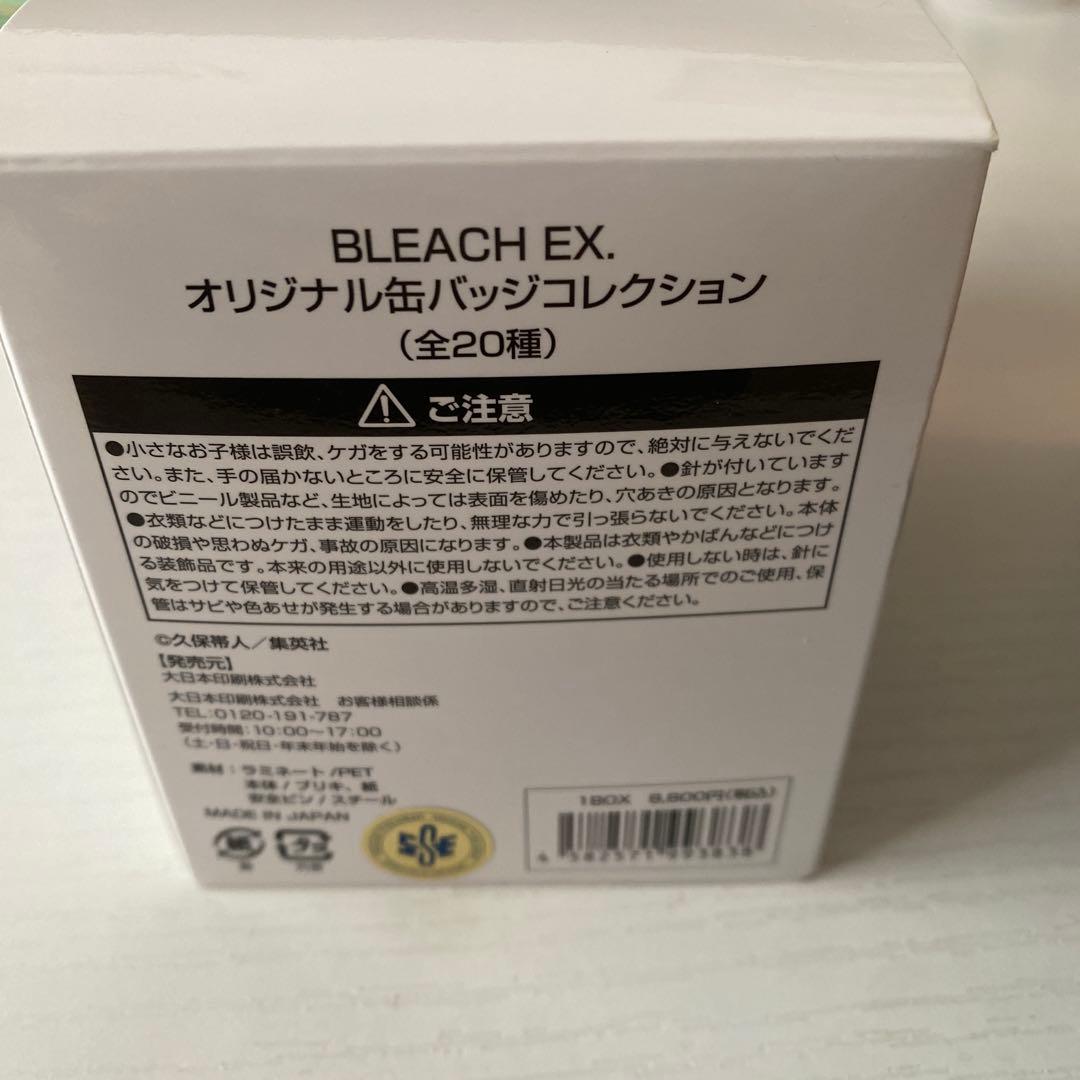 BLEACH EX.
オリジナル缶バッジコレクション
(全20種)
ご注意
●小さなお子様は誤飲、ケガをする可能性がありますので、絶対に与えないでくだ
さい。また、手の届かないところに安全に保管してください。●針が付いています
のでビニール製品など、生地によっては表面を傷めたり、穴あきの原因となります。
●衣類などにつけたまま運動をしたり、無理な力で引っ張らないでください。本体
の破損や思わぬケガ、事故の原因になります。●本製品は衣類やかばんなどにつけ
る装飾品です。本来の用途以外に使用しないでください。●使用しない時は、針に
気をつけて保管してください。●高温多湿、直射日光の当たる場所でのご使用、保
管はサビや色あせが発生する場合がありますので、ご注意ください。
©久保帯人/集英社
【発売元】
大日本印刷株式会社
大日本印刷株式会社 お客様相談係
TEL:0120-191-787
受付時間:10:00〜17:00
(土・日・祝日・年末年始を除く)
素材:ラミネート/PET
本体/ブリキ、紙
安全ピン/スチール
MADE IN JAPAN
紙
1BOX 6,600円(税込)